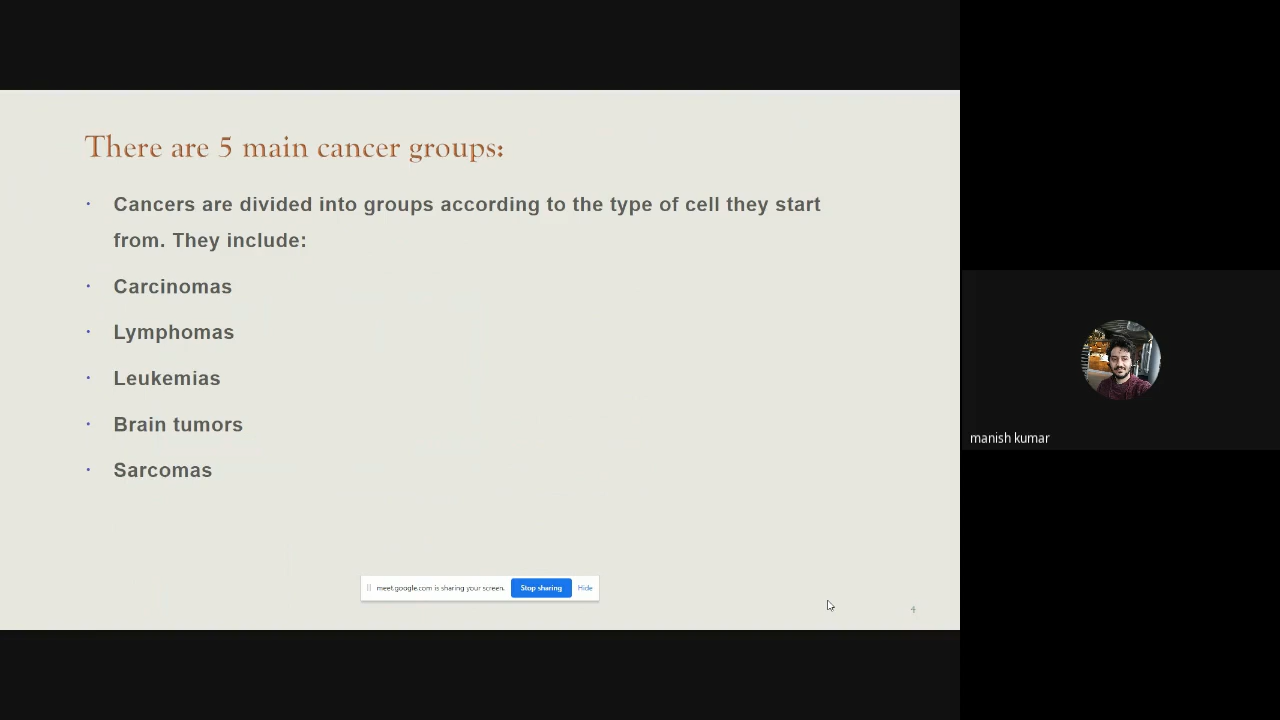 There are 5 main cancer groups:
· Cancers are divided into groups according to the type of cell they start
from. They include:
· Carcinomas
· Lymphomas
· Leukemias
· Brain tumors
· Sarcomas
meet.google.com is sharing your screen. Stop sharing Hide
4
manish kumar